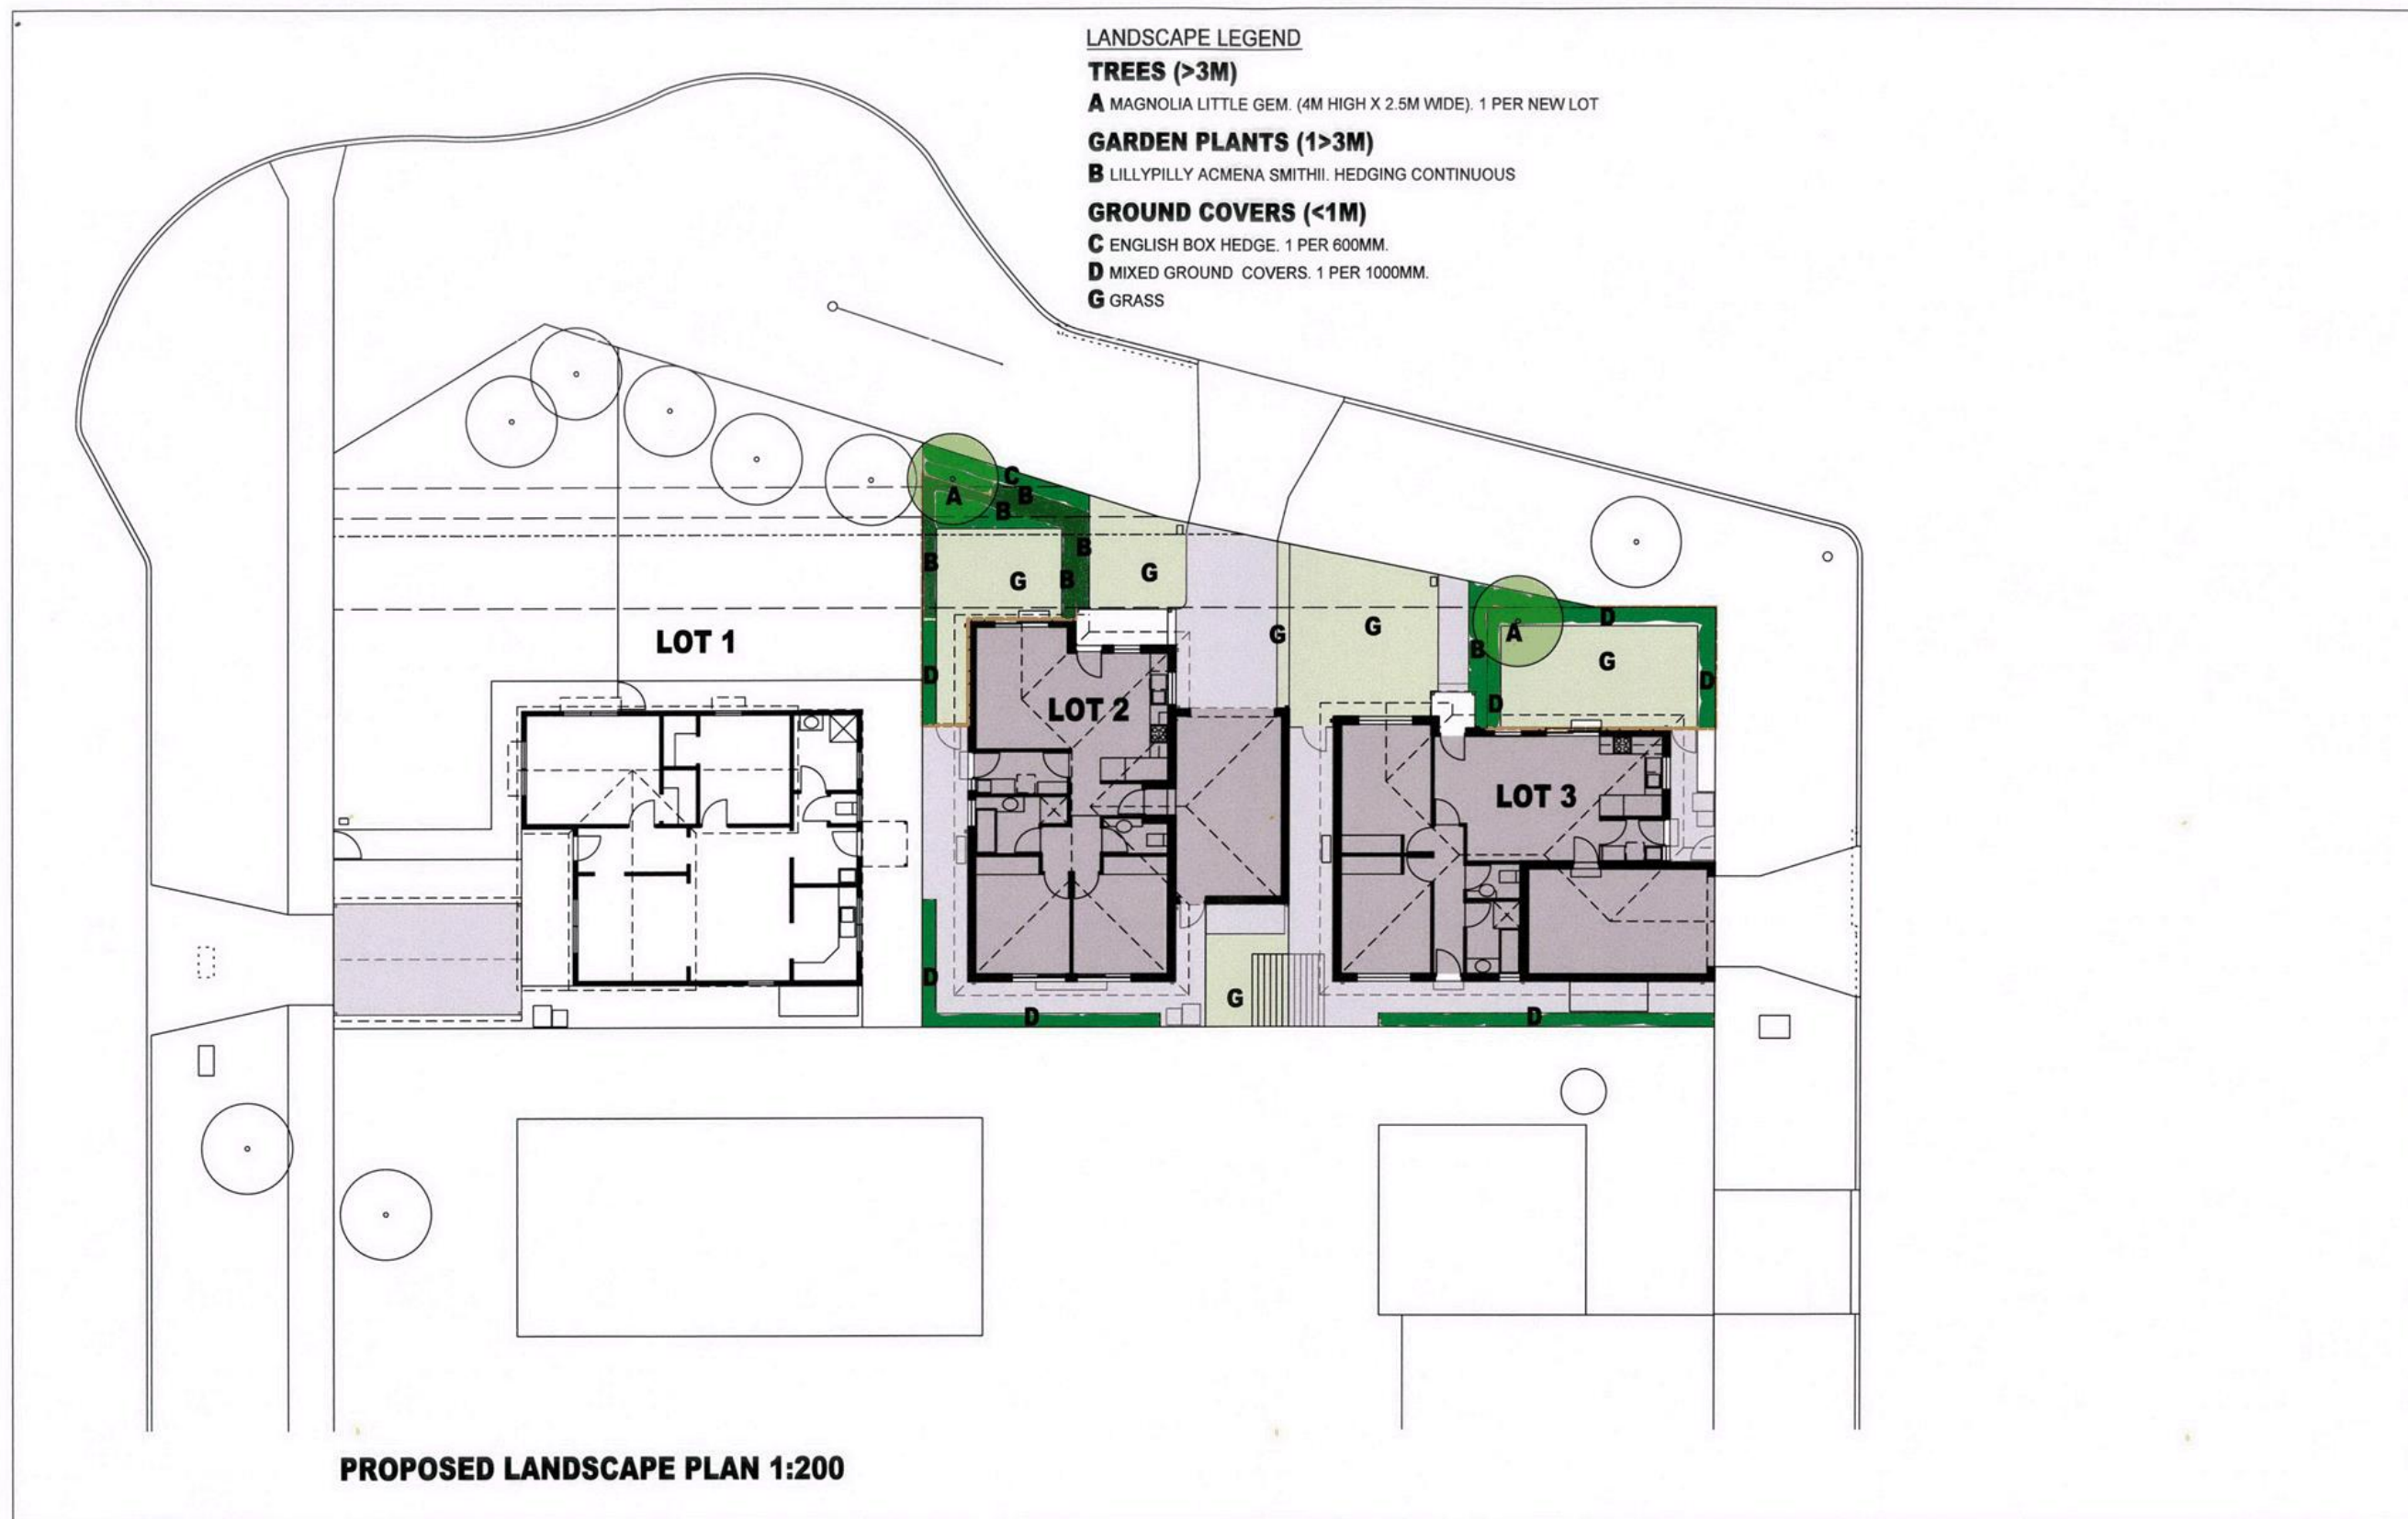 LANDSCAPE LEGEND
TREES (>3M)
A MAGNOLIA LITTLE GEM. (4M HIGH X 2.5M WIDE). 1 PER NEW LOT
GARDEN PLANTS (1>3M)
B LILLYPILLY ACMENA SMITHII. HEDGING CONTINUOUS
GROUND COVERS (<1M)
C ENGLISH BOX HEDGE. 1 PER 600MM.
D MIXED GROUND COVERS. 1 PER 1000MM.
G GRASS
C
A
B
B
B
B
B
G
G
G
G
A
B
D
D
G
D
D
LOT 1
LOT 2
LOT 3
D
D
G
D
PROPOSED LANDSCAPE PLAN 1:200